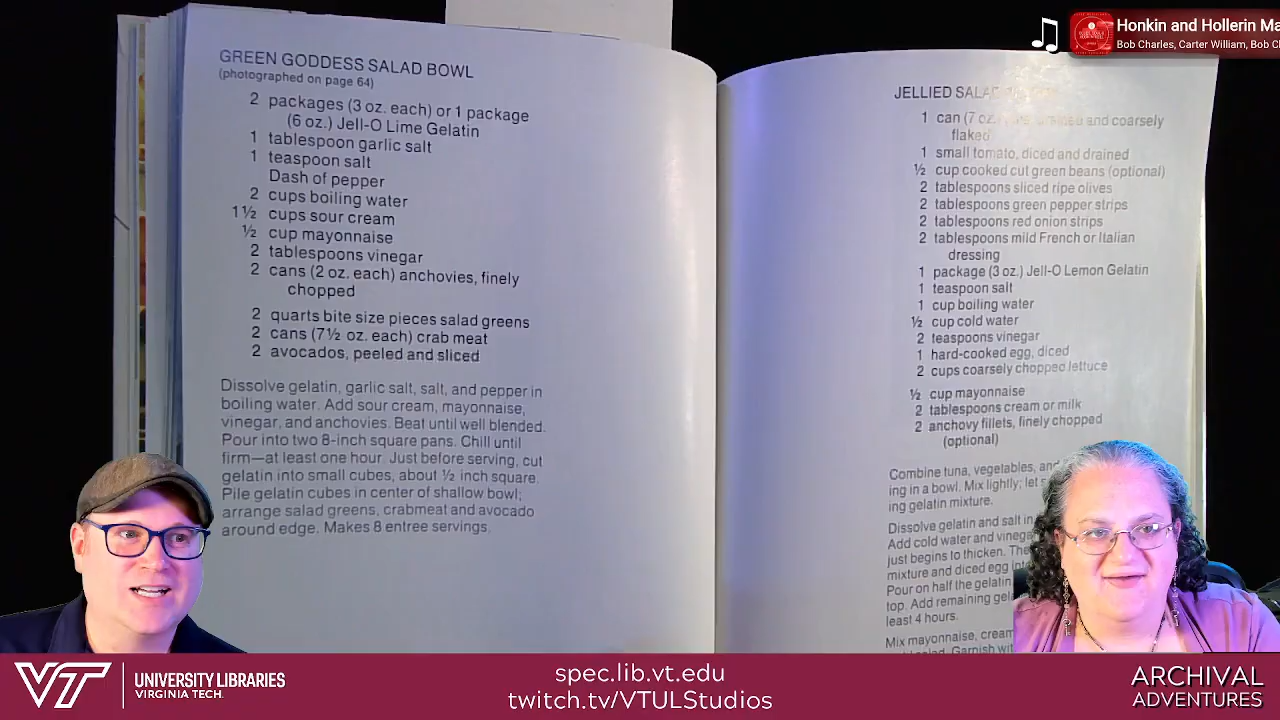 GREEN GODDESS SALAD BOWL
(photographed on page 64)
2 packages (3 oz. each) or 1 package
(6 oz.) Jell-O Lime Gelatin
1 tablespoon garlic salt
1 teaspoon salt
Dash of pepper
2 cups boiling water
1½ cups sour cream
½ cup mayonnaise
2 tablespoons vinegar
2 cans (2 oz. each) anchovies, finely
chopped
2 quarts bite size pieces salad greens
2 cans (7½ oz. each) crab meat
2 avocados, peeled and sliced
Dissolve gelatin, garlic salt, salt, and pepper in
boiling water. Add sour cream, mayonnaise,
vinegar, and anchovies. Beat until well blended.
Pour into two 8-inch square pans. Chill until
firm—at least one hour. Just before serving, cut
gelatin into small cubes, about ½ inch square.
Pile gelatin cubes in center of shallow bowl;
arrange salad greens, crabmeat and avocado
around edge. Makes 8 entree servings.
JELLIED SALAD
1 can (7 oz.) drained and coarsely
flaked
1 small tomato, diced and drained
½ cup cooked cut green beans (optional)
2 tablespoons sliced ripe olives
2 tablespoons green pepper strips
2 tablespoons red onion strips
2 tablespoons mild French or Italian
dressing
1 package (3 oz.) Jell-O Lemon Gelatin
1 teaspoon salt
1 cup boiling water
½ cup cold water
2 teaspoons vinegar
1 hard-cooked egg, diced
2 cups coarsely chopped lettuce
½ cup mayonnaise
2 tablespoons cream or milk
2 anchovy fillets, finely chopped
(optional)
Combine tuna, vegetables, and
ing in a bowl. Mix lightly; let s
ing gelatin mixture.
Dissolve gelatin and salt in
Add cold water and vinega
just begins to thicken. The
mixture and diced egg into
Pour on half the gelatin
top. Add remaining gel
least 4 hours.
Mix mayonnaise, cream
salad. Garnish wit
Honkin and Hollerin Ma
Bob Charles, Carter William, Bob C
VT
UNIVERSITY LIBRARIES
VIRGINIA TECH.
spec.lib.vt.edu
twitch.tv/VTULStudios
ARCHIVAL
ADVENTURES